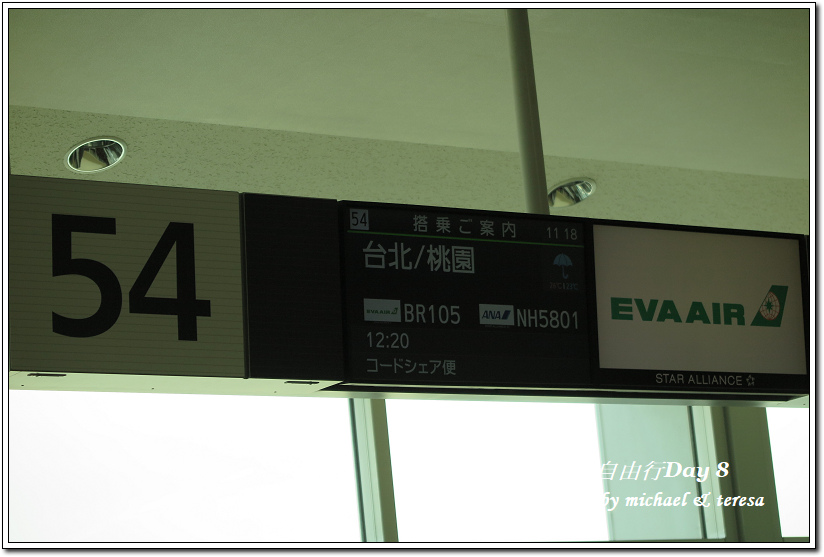 54
54 搭乗ご案内 11 18
台北/桃園
EVA AIR BR105 ANA NH5801
12:20
コードシェア便
EVA AIR
STAR ALLIANCE
自由行Day 8
by michael & teresa